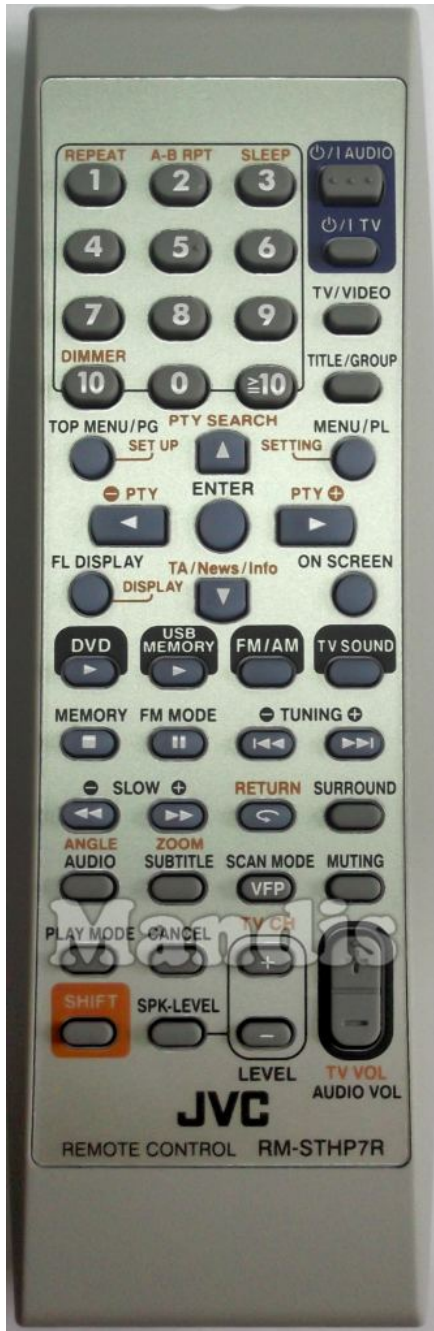 REPEAT A-B RPT SLEEP ⏻/I AUDIO
1 2 3
⏻/I TV
4 5 6
TV/VIDEO
7 8 9
DIMMER TITLE/GROUP
10 0 ≧10
TOP MENU/PG PTY SEARCH MENU/PL
SET UP SETTING
PTY ENTER PTY
FL DISPLAY TA/News/Info ON SCREEN
DISPLAY
DVD USB MEMORY FM/AM TV SOUND
MEMORY FM MODE TUNING
SLOW RETURN SURROUND
ANGLE ZOOM
AUDIO SUBTITLE SCAN MODE MUTING
VFP
Mandis
PLAY MODE CANCEL TV CH
+
SHIFT SPK-LEVEL
−
LEVEL TV VOL
AUDIO VOL
JVC
REMOTE CONTROL RM-STHP7R